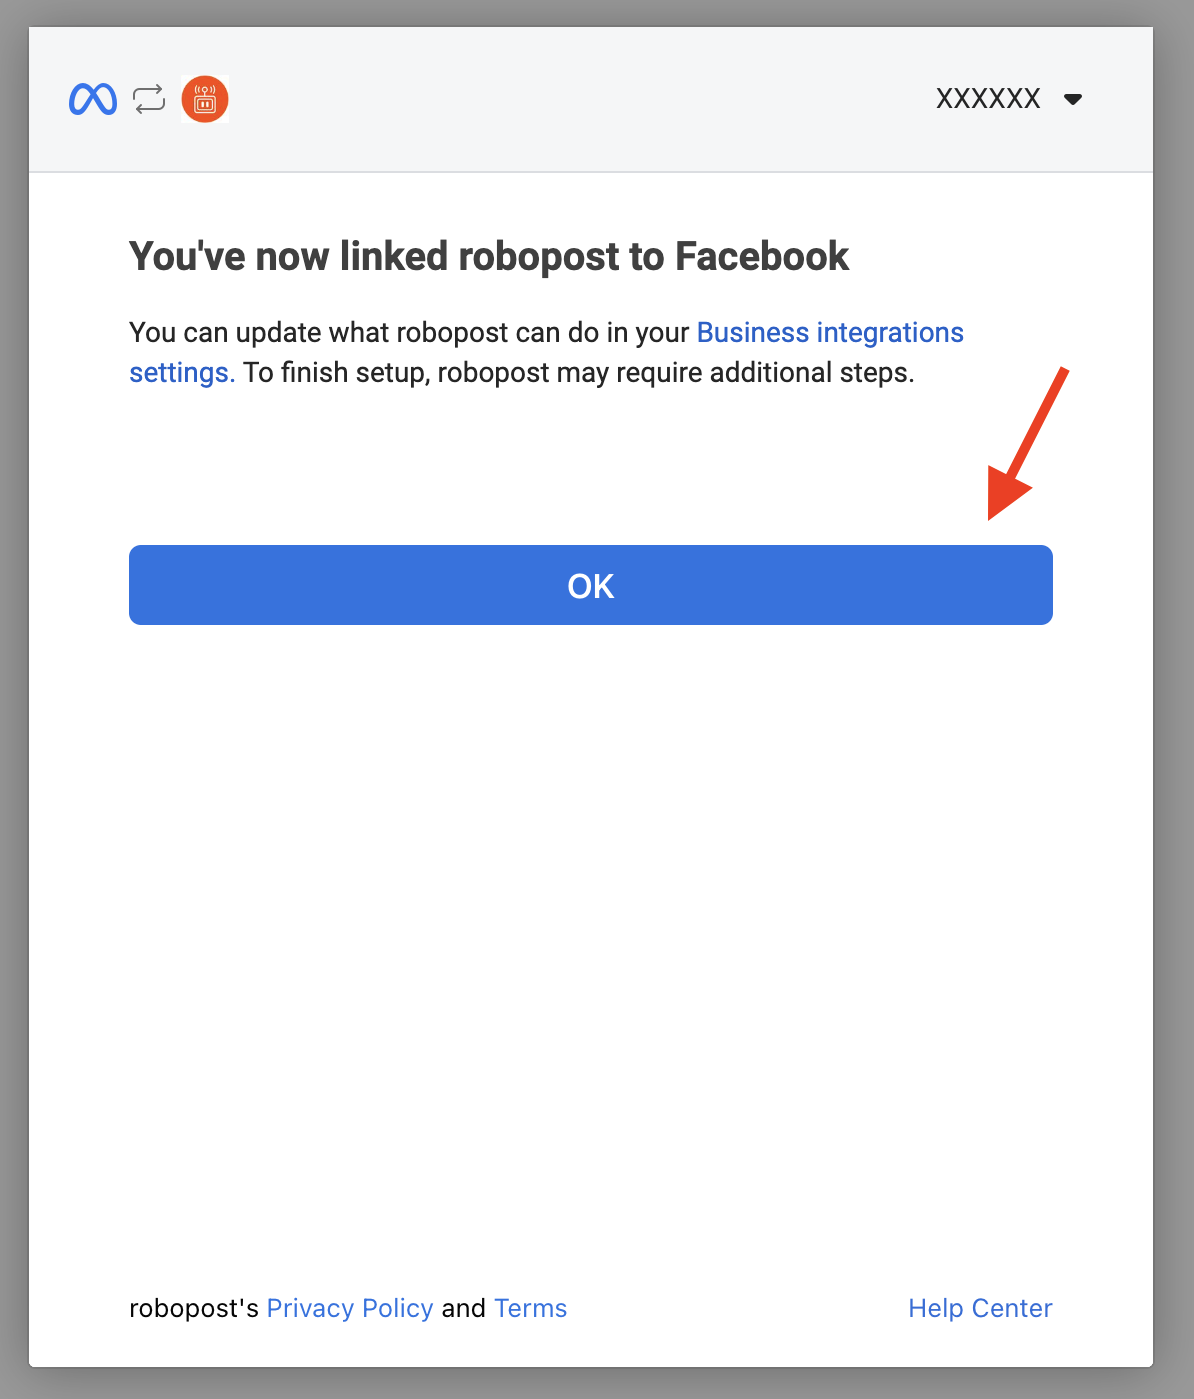 XXXXXX
You've now linked robopost to Facebook
You can update what robopost can do in your Business integrations
settings. To finish setup, robopost may require additional steps.
OK
robopost's Privacy Policy and Terms
Help Center